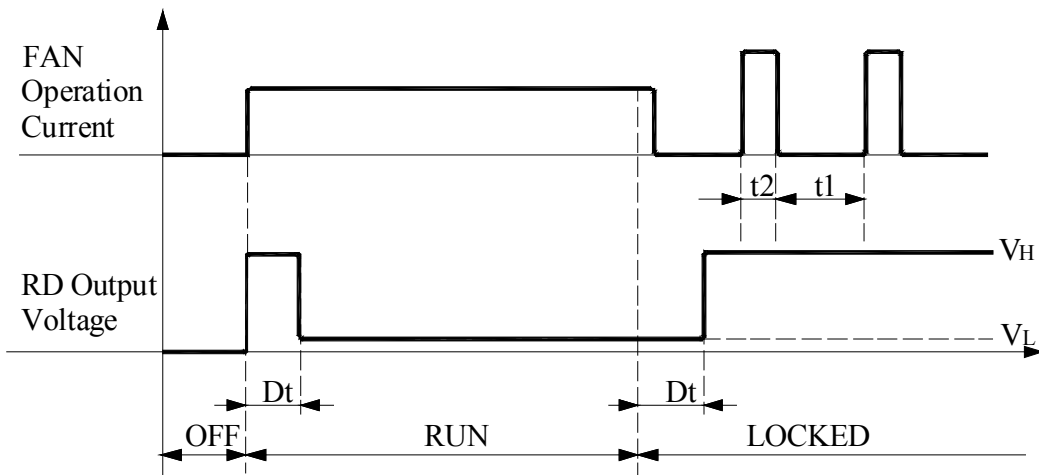 FAN
Operation
Current
t2
t1
VH
RD Output
Voltage
VL
Dt
Dt
OFF
RUN
LOCKED